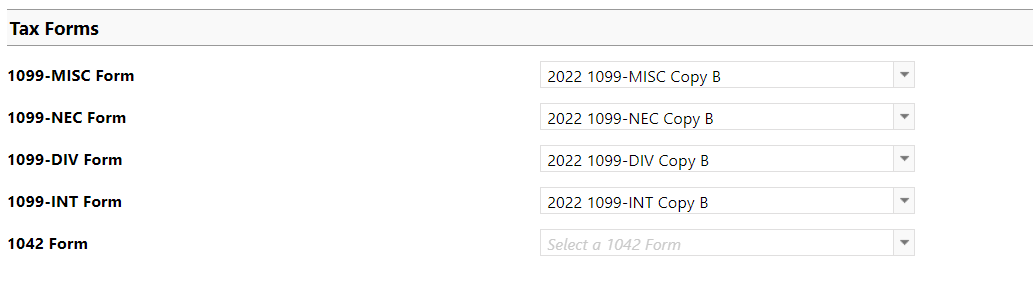 Tax Forms
1099-MISC Form 2022 1099-MISC Copy B
1099-NEC Form 2022 1099-NEC Copy B
1099-DIV Form 2022 1099-DIV Copy B
1099-INT Form 2022 1099-INT Copy B
1042 Form Select a 1042 Form